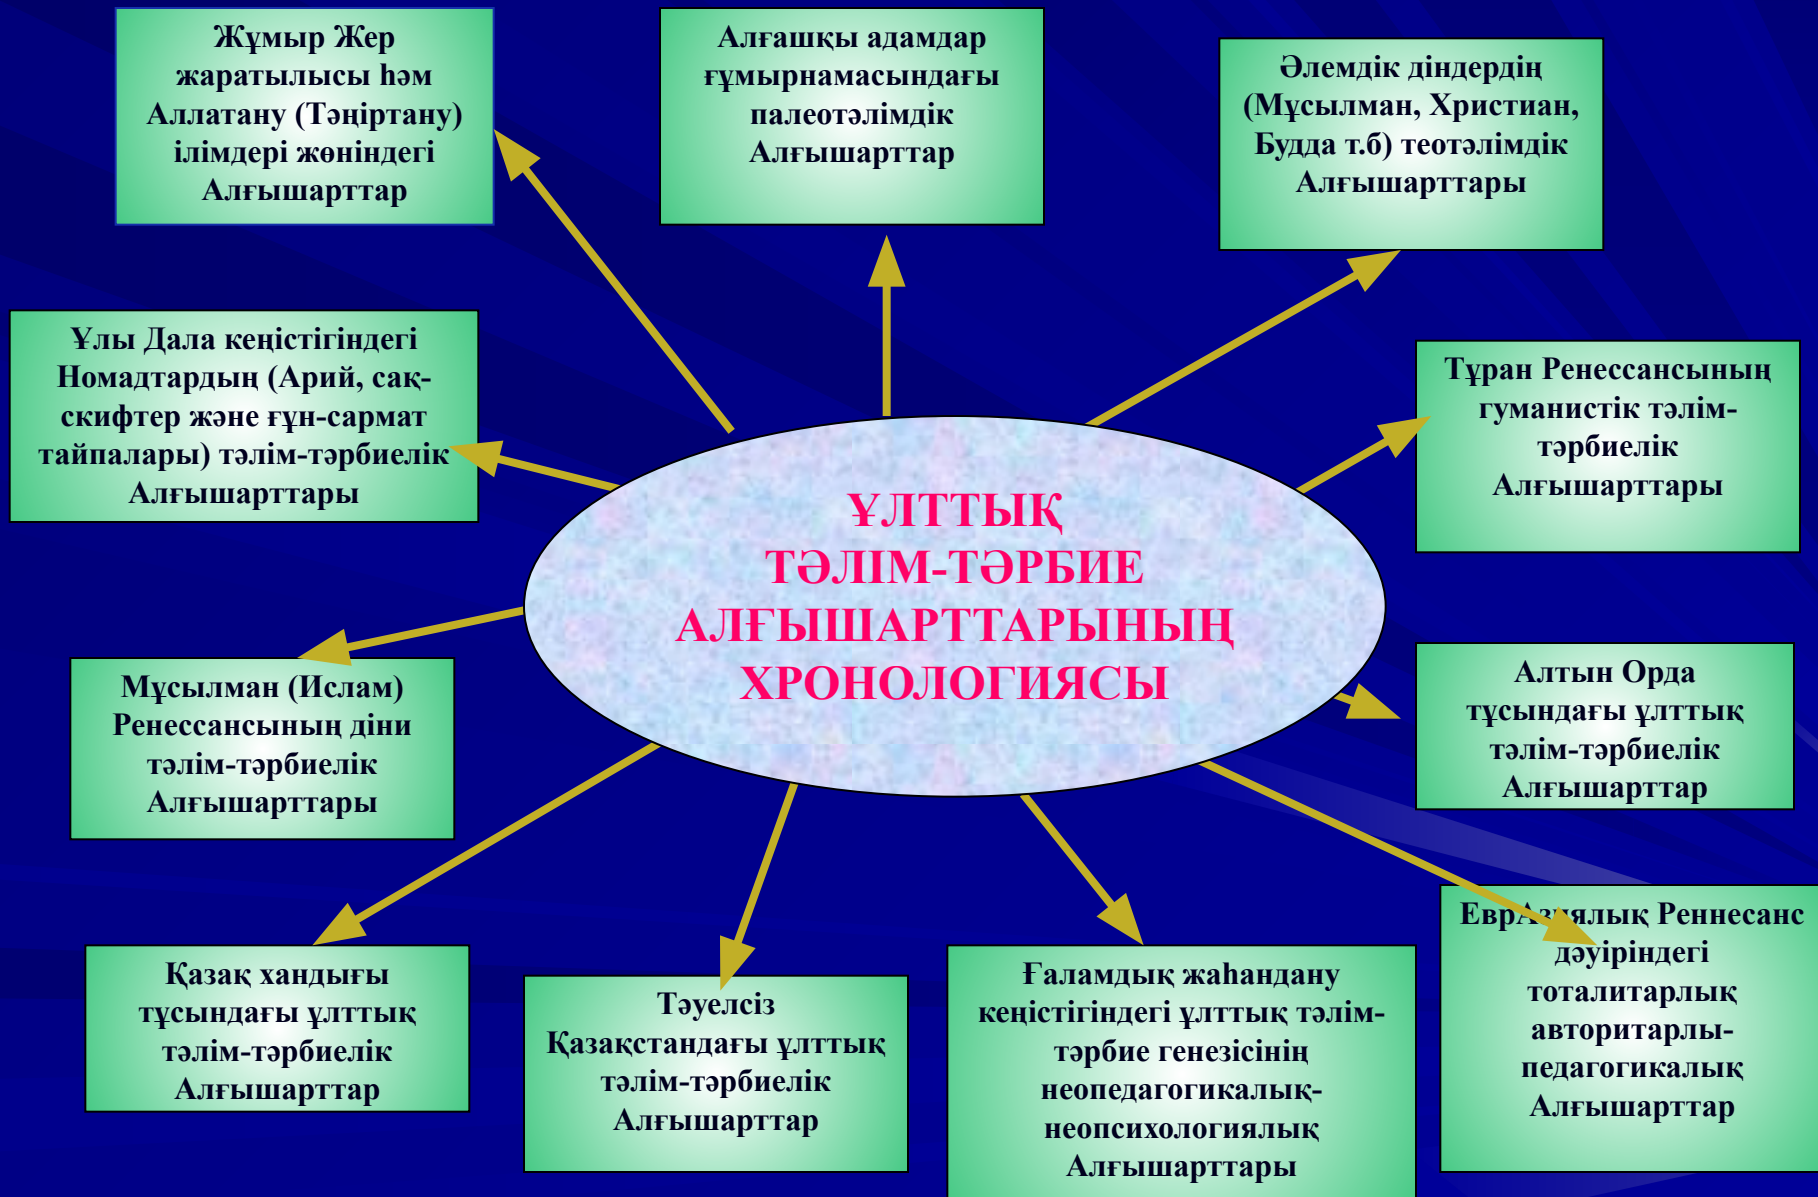 Жұмыр Жер
жаратылысы һәм
Аллатану (Тәңіртану)
ілімдері жөніндегі
Алғышарттар
Алғашқы адамдар
ғұмырнамасындағы
палеотәлімдік
Алғышарттар
Әлемдік діндердің
(Мұсылман, Христиан,
Будда т.б) теотәлімдік
Алғышарттары
Ұлы Дала кеңістігіндегі
Номадтардың (Арий, сақ-
скифтер және ғұн-сармат
тайпалары) тәлім-тәрбиелік
Алғышарттары
Тұран Ренессансының
гуманистік тәлім-
тәрбиелік
Алғышарттары
ҰЛТТЫҚ
ТӘЛІМ-ТӘРБИЕ
АЛҒЫШАРТТАРЫНЫҢ
ХРОНОЛОГИЯСЫ
Мұсылман (Ислам)
Ренессансының діни
тәлім-тәрбиелік
Алғышарттары
Алтын Орда
тұсындағы ұлттық
тәлім-тәрбиелік
Алғышарттар
Қазақ хандығы
тұсындағы ұлттық
тәлім-тәрбиелік
Алғышарттар
Тәуелсіз
Қазақстандағы ұлттық
тәлім-тәрбиелік
Алғышарттар
Ғаламдық жаһандану
кеңістігіндегі ұлттық тәлім-
тәрбие генезісінің
неопедагогикалық-
неопсихологиялық
Алғышарттары
ЕврАзиялық Реннесанс
дәуіріндегі
тоталитарлық
авторитарлы-
педагогикалық
Алғышарттар